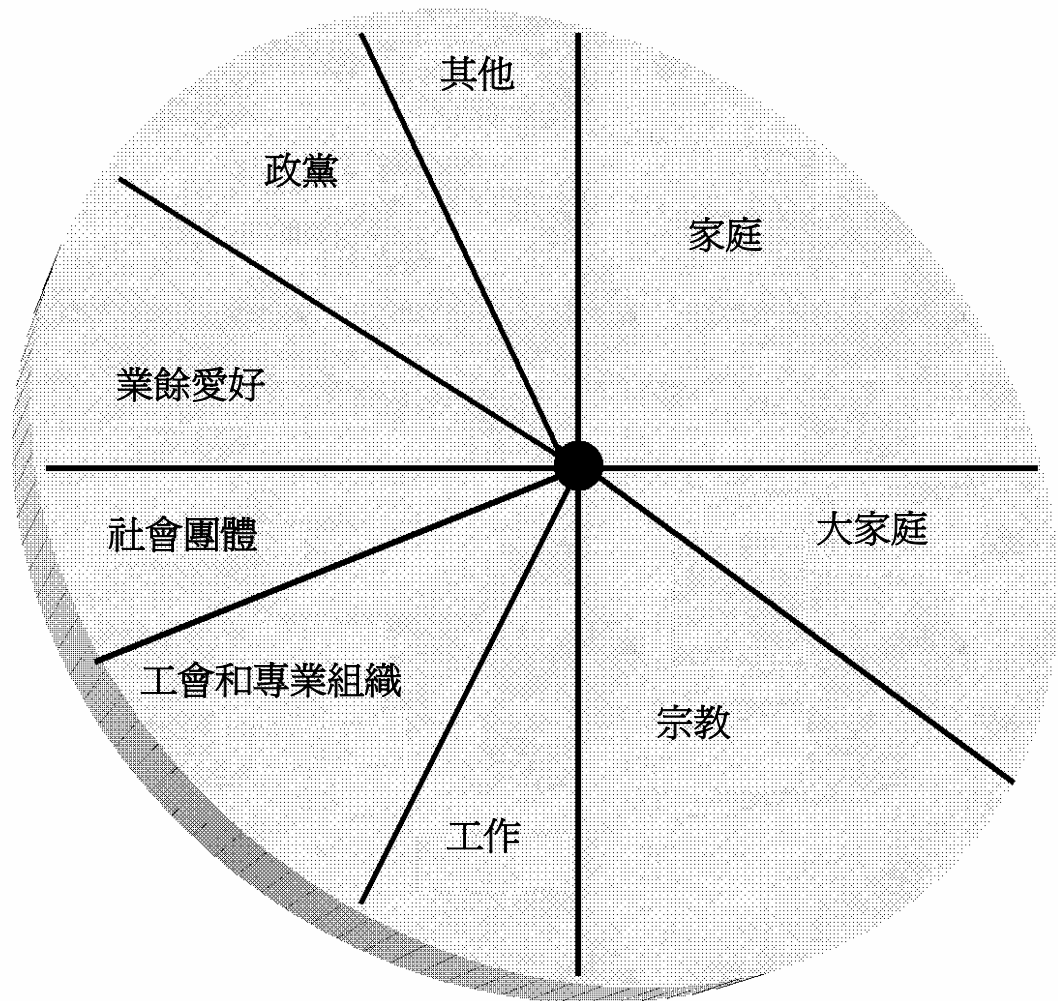 其他
政黨
家庭
業餘愛好
社會團體
大家庭
工會和專業組織
宗教
工作